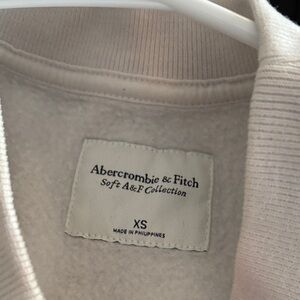 Abercrombie & Fitch
Soft A&F Collection
XS
MADE IN PHILIPPINES